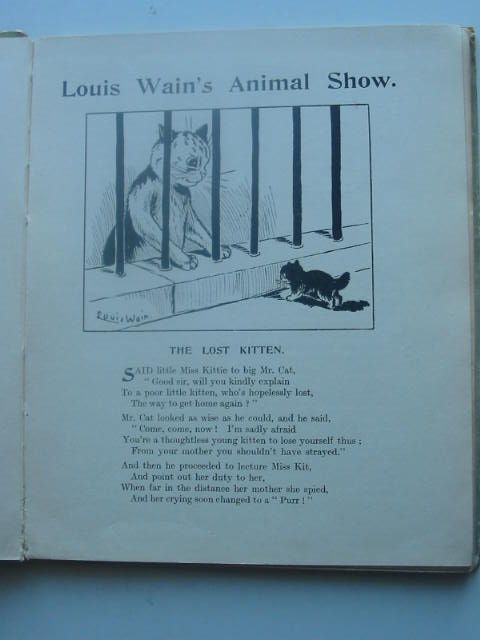 Louis Wain's Animal Show.
Louis Wain
THE LOST KITTEN.
SAID little Miss Kittie to big Mr. Cat,
" Good sir, will you kindly explain
To a poor little kitten, who's hopelessly lost,
The way to get home again ? "
Mr. Cat looked as wise as he could, and he said,
" Come, come, now ! I'm sadly afraid
You're a thoughtless young kitten to lose yourself thus ;
From your mother you shouldn't have strayed."
And then he proceeded to lecture Miss Kit,
And point out her duty to her,
When far in the distance her mother she spied,
And her crying soon changed to a " Purr ! "